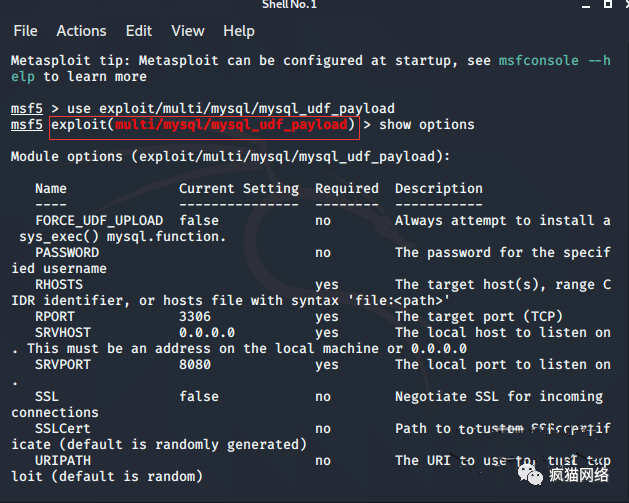 Shell No.1
File Actions Edit View Help
Metasploit tip: Metasploit can be configured at startup, see msfconsole --h
elp to learn more
msf5 > use exploit/multi/mysql/mysql_udf_payload
msf5 exploit(multi/mysql/mysql_udf_payload) > show options
Module options (exploit/multi/mysql/mysql_udf_payload):
Name Current Setting Required Description
---- --------------- -------- -----------
FORCE_UDF_UPLOAD false no Always attempt to install a
sys_exec() mysql.function.
PASSWORD no The password for the specif
ied username
RHOSTS yes The target host(s), range C
IDR identifier, or hosts file with syntax 'file:<path>'
RPORT 3306 yes The target port (TCP)
SRVHOST 0.0.0.0 yes The local host to listen on
. This must be an address on the local machine or 0.0.0.0
SRVPORT 8080 yes The local port to listen on
.
SSL false no Negotiate SSL for incoming
connections
SSLCert no Path to
icate (default is randomly generated)
URIPATH no The URI to use
loit (default is random)
疯猫网络